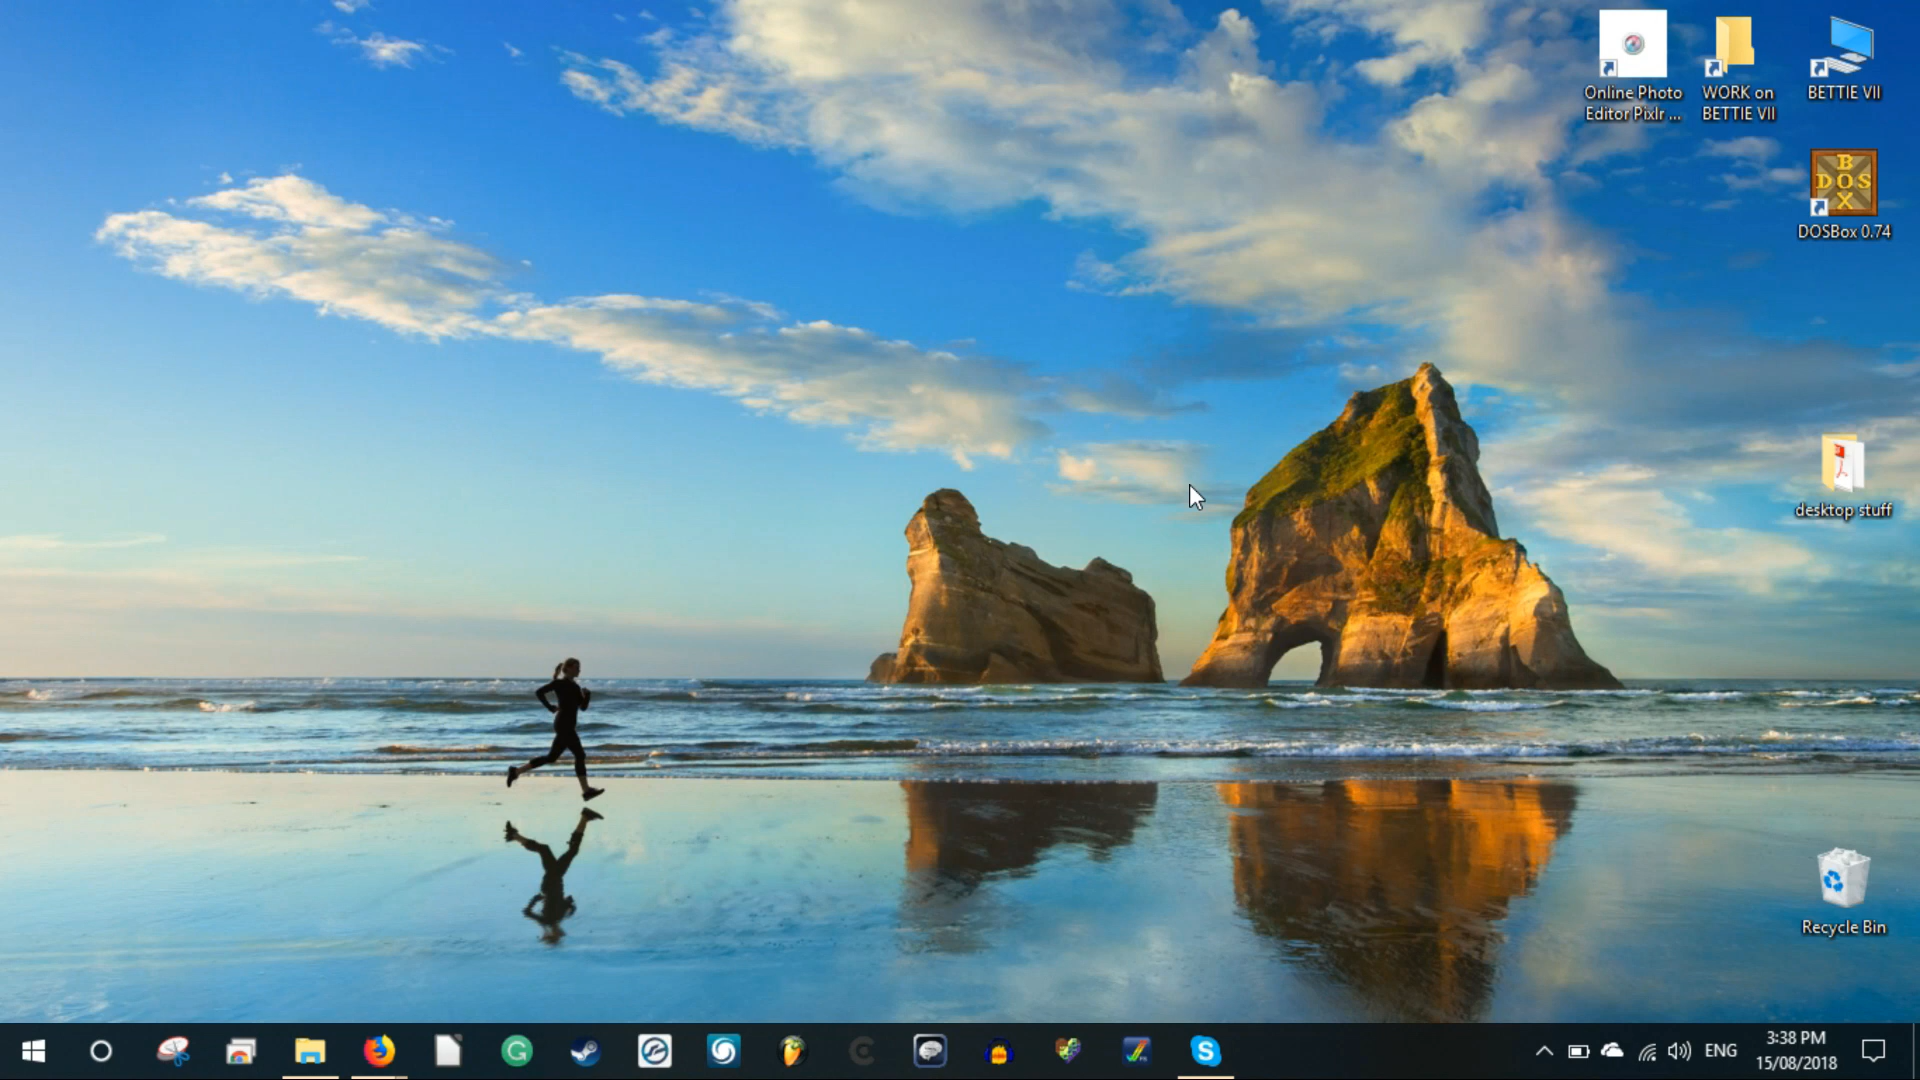 Online Photo
Editor Pixlr ...
WORK on
BETTIE VII
BETTIE VII
BOX
DOS
DOSBox 0.74
desktop stuff
Recycle Bin
ENG
3:38 PM
15/08/2018